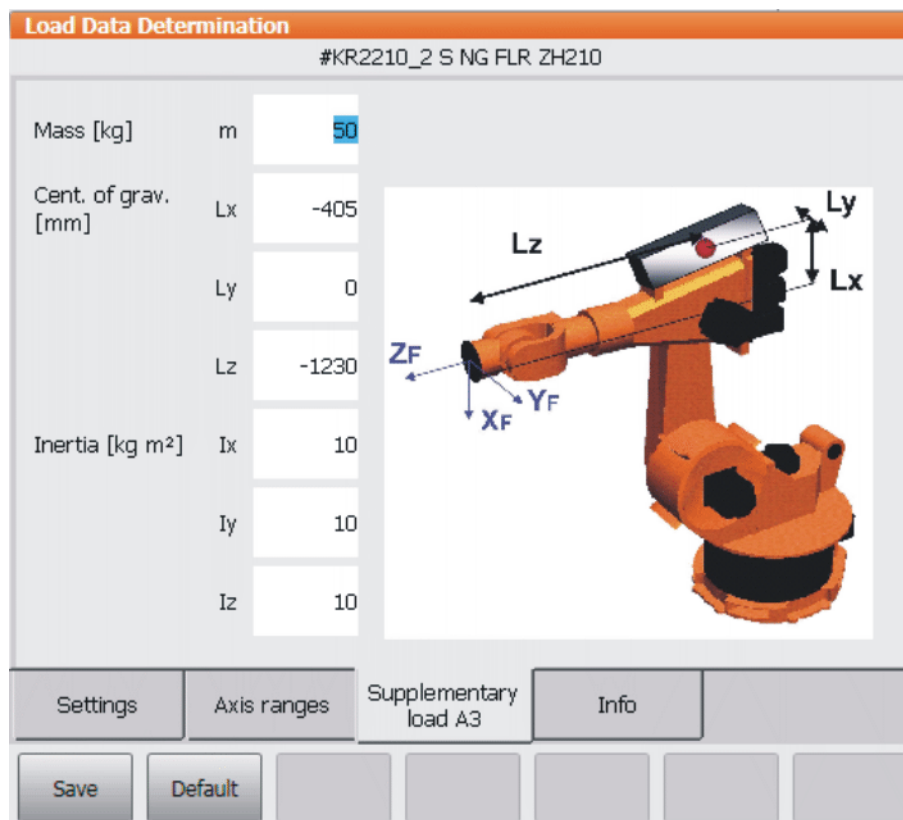 Load Data Determination
#KR2210_2 S NG FLR ZH210
Mass [kg] m 50
Cent. of grav.
[mm] Lx -405
Ly 0
Lz -1230
Inertia [kg m²] Ix 10
Iy 10
Iz 10
Ly
Lz
Lx
ZF
YF
XF
Settings Axis ranges Supplementary
load A3 Info
Save Default